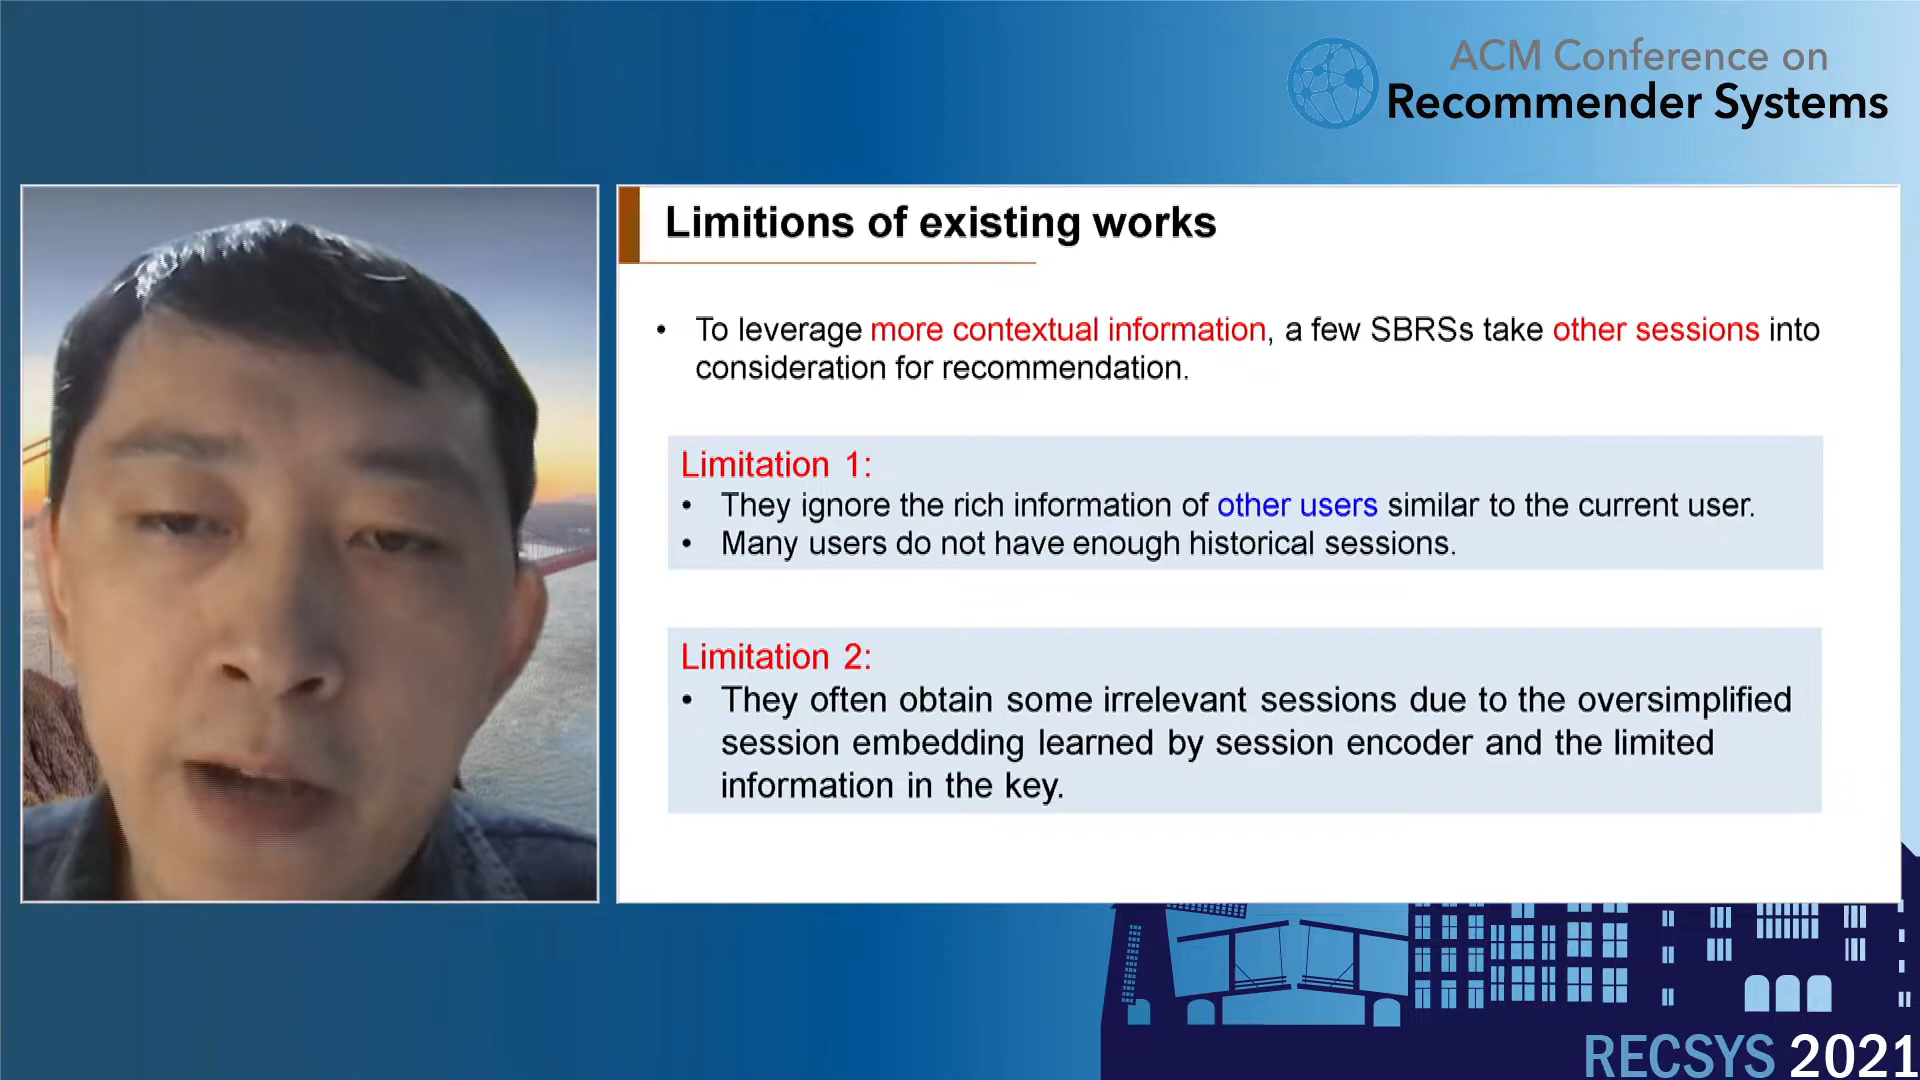 ACM Conference on
Recommender Systems
Limitions of existing works
• To leverage more contextual information, a few SBRSs take other sessions into
consideration for recommendation.
Limitation 1:
• They ignore the rich information of other users similar to the current user.
• Many users do not have enough historical sessions.
Limitation 2:
• They often obtain some irrelevant sessions due to the oversimplified
session embedding learned by session encoder and the limited
information in the key.
RECSYS 2021